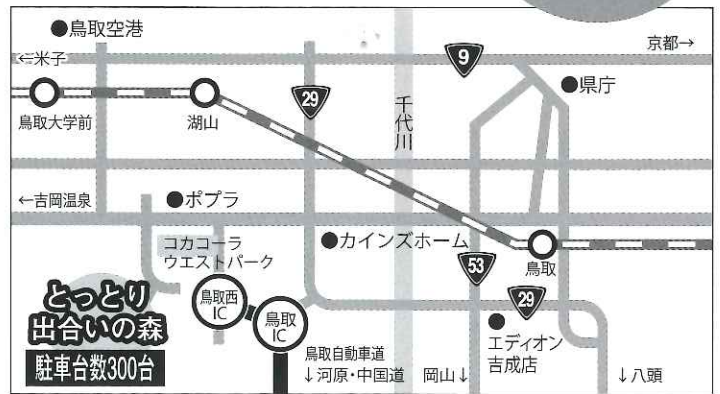 ●鳥取空港
←米子
京都→
9
●県庁
29
千代川
鳥取大学前
湖山
←吉岡温泉
●ポプラ
コカコーラ
ウエストパーク
●カインズホーム
鳥取
53
29
鳥取西
IC
鳥取
IC
とっとり
出合いの森
駐車台数300台
●
エディオン
吉成店
鳥取自動車道
↓河原・中国道
岡山↓
↓八頭